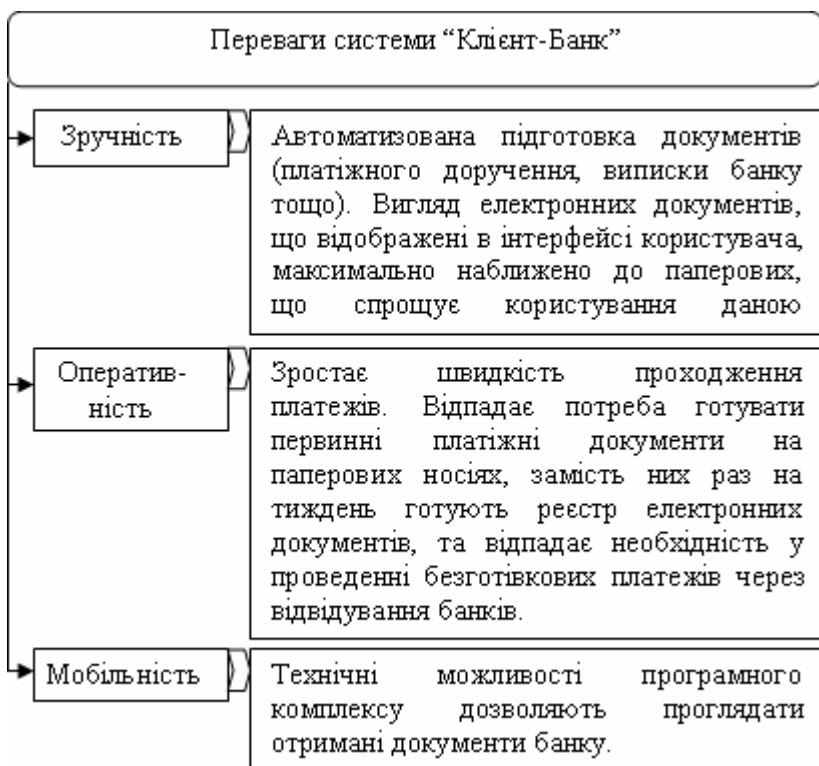 Переваги системи “Клієнт-Банк”
Зручність
Автоматизована підготовка документів
(платіжного доручення, виписки банку
тощо). Вигляд електронних документів,
що відображені в інтерфейсі користувача,
максимально наближено до паперових,
що спрощує користування даною
Оператив-
ність
Зростає швидкість проходження
платежів. Відпадає потреба готувати
первинні платіжні документи на
паперових носіях, замість них раз на
тиждень готують реєстр електронних
документів, та відпадає необхідність у
проведенні безготівкових платежів через
відвідування банків.
Мобільність
Технічні можливості програмного
комплексу дозволяють проглядати
отримані документи банку.